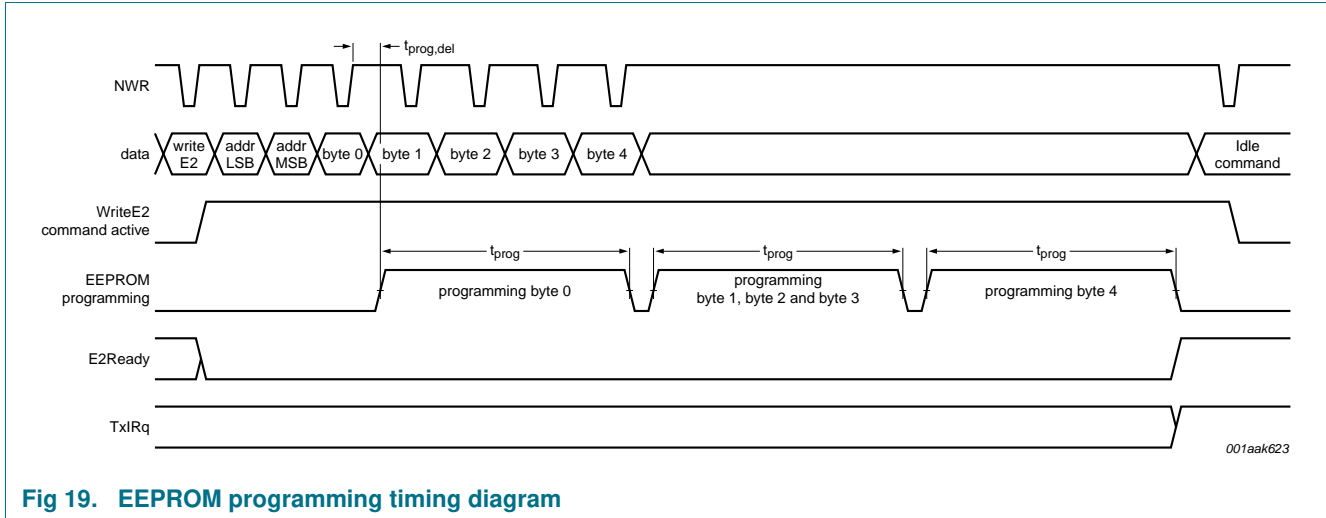 t_prog,del
NWR
data
write
E2
addr
LSB
addr
MSB
byte 0
byte 1
byte 2
byte 3
byte 4
Idle
command
WriteE2
command active
t_prog
t_prog
t_prog
EEPROM
programming
programming byte 0
programming
byte 1, byte 2 and byte 3
programming byte 4
E2Ready
TxIRq
001aak623
Fig 19. EEPROM programming timing diagram